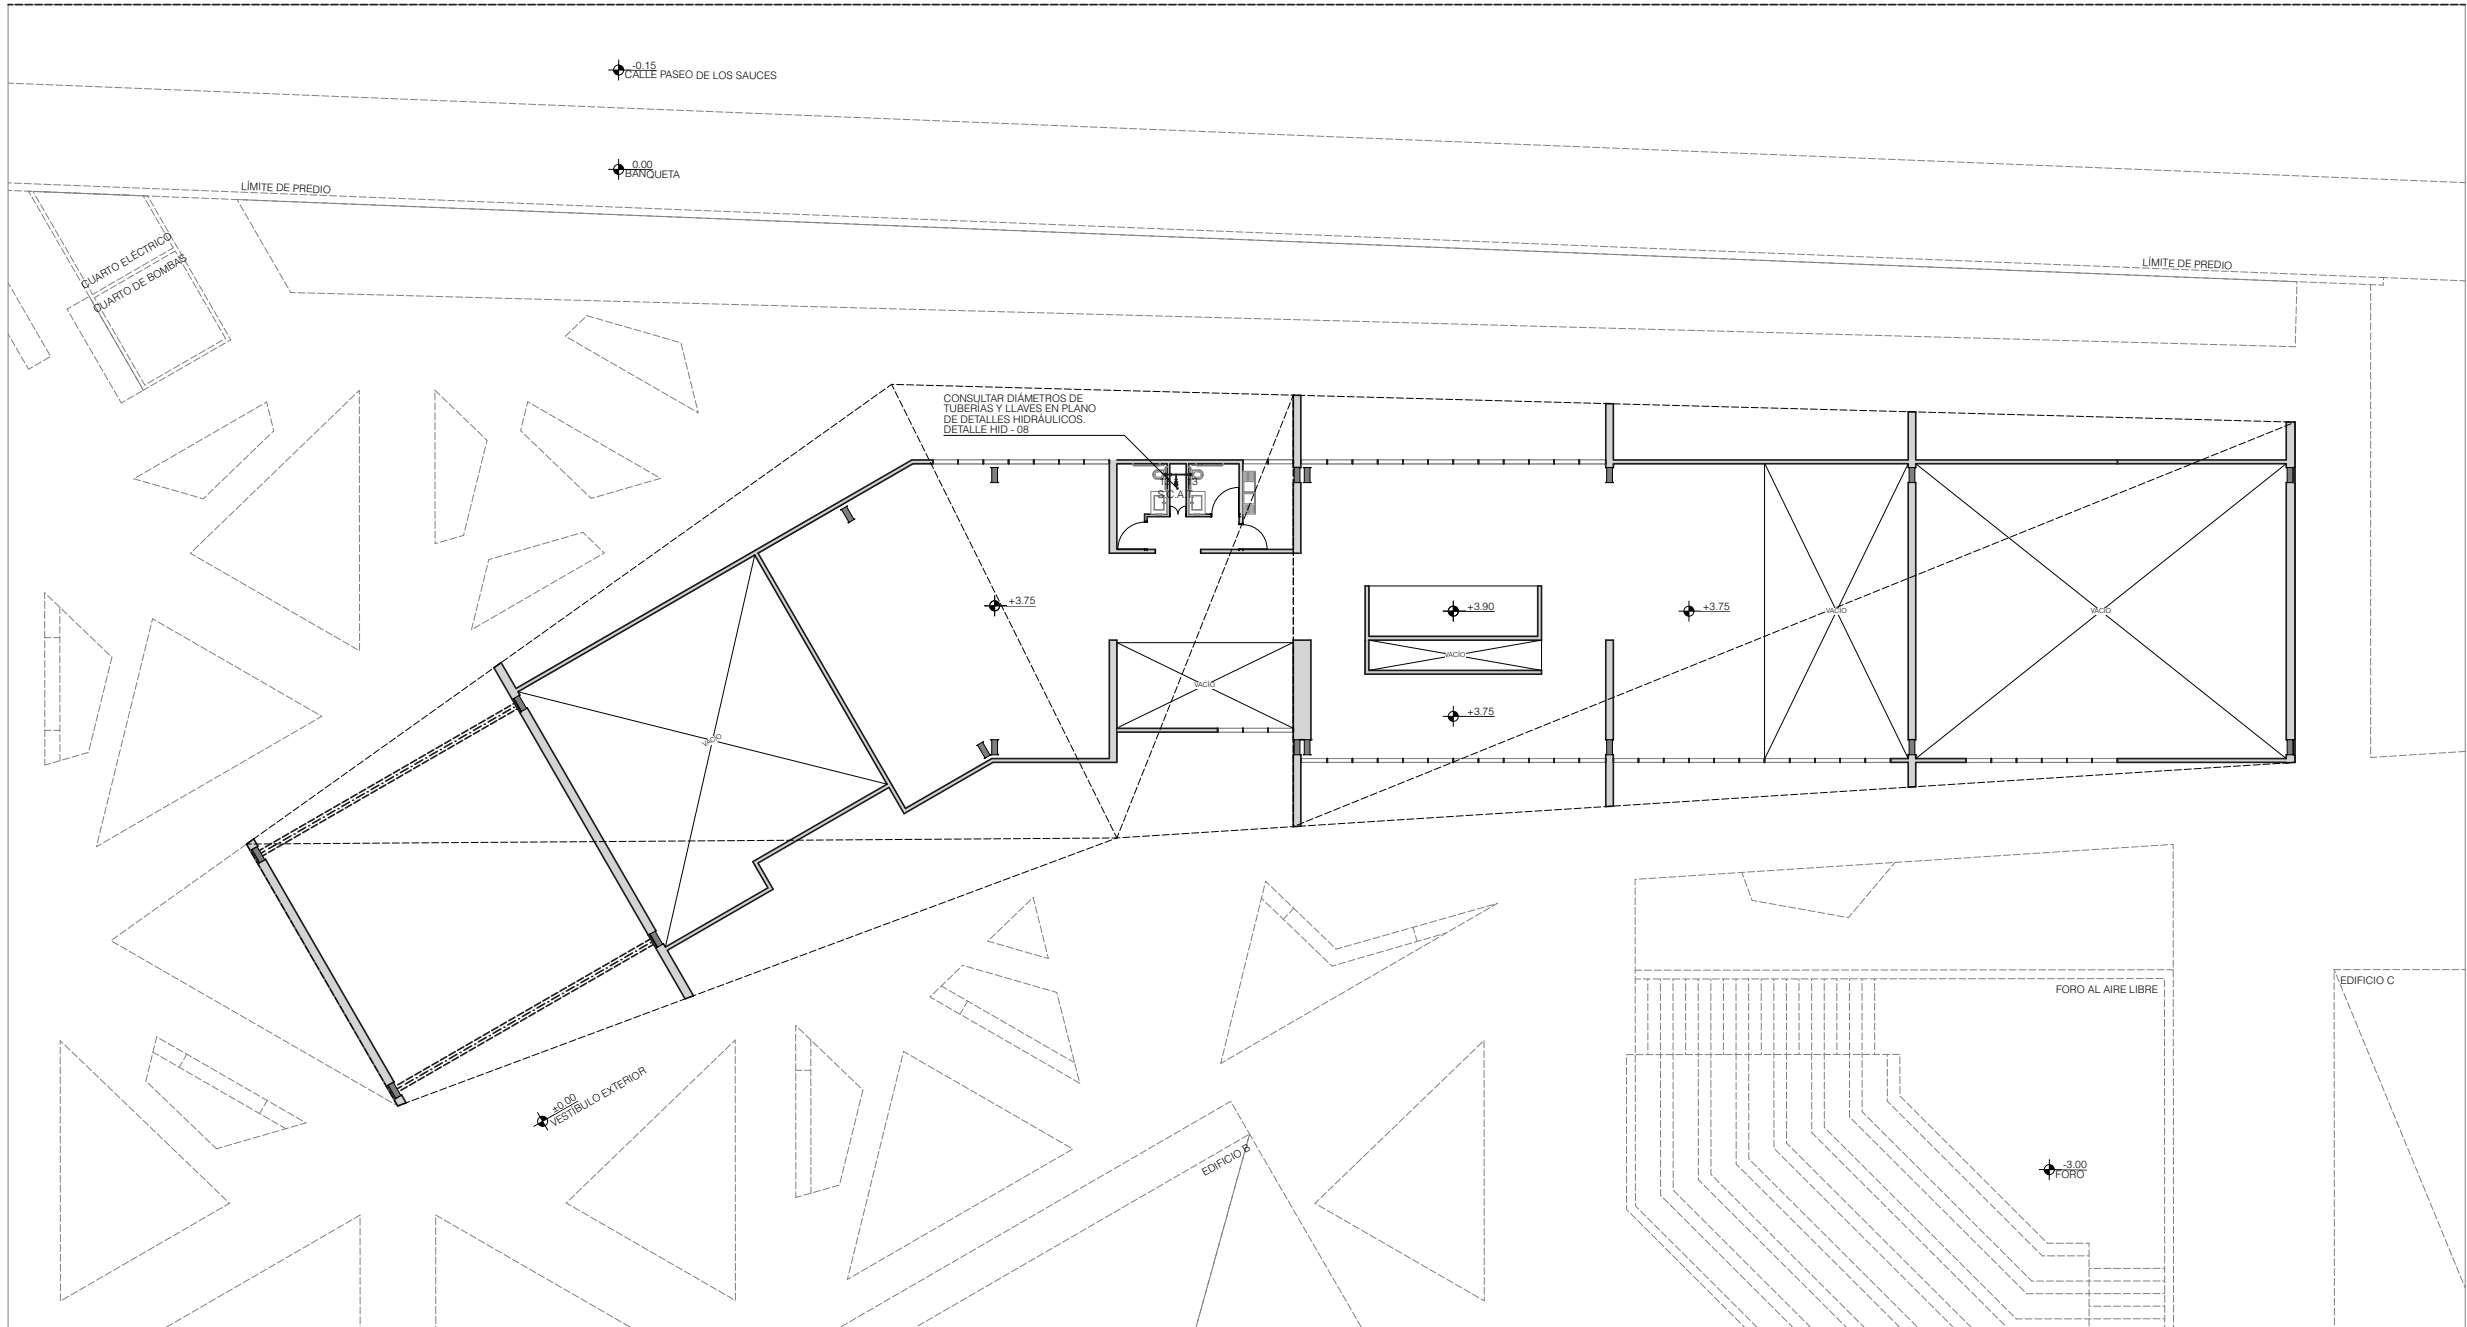 -0.15
CALLE PASEO DE LOS SAUCES
0.00
BANQUETA
LÍMITE DE PREDIO
LÍMITE DE PREDIO
CUARTO ELÉCTRICO
CUARTO DE BOMBAS
CONSULTAR DIÁMETROS DE
TUBERÍAS Y LLAVES EN PLANO
DE DETALLES HIDRÁULICOS.
DETALLE HID - 08
S.C.A.F.
+3.75
+3.90
+3.75
VACÍO
VACÍO
VACÍO
VACÍO
+3.75
VACÍO
±0.00
VESTÍBULO EXTERIOR
EDIFICIO B
FORO AL AIRE LIBRE
EDIFICIO C
-3.00
FORO